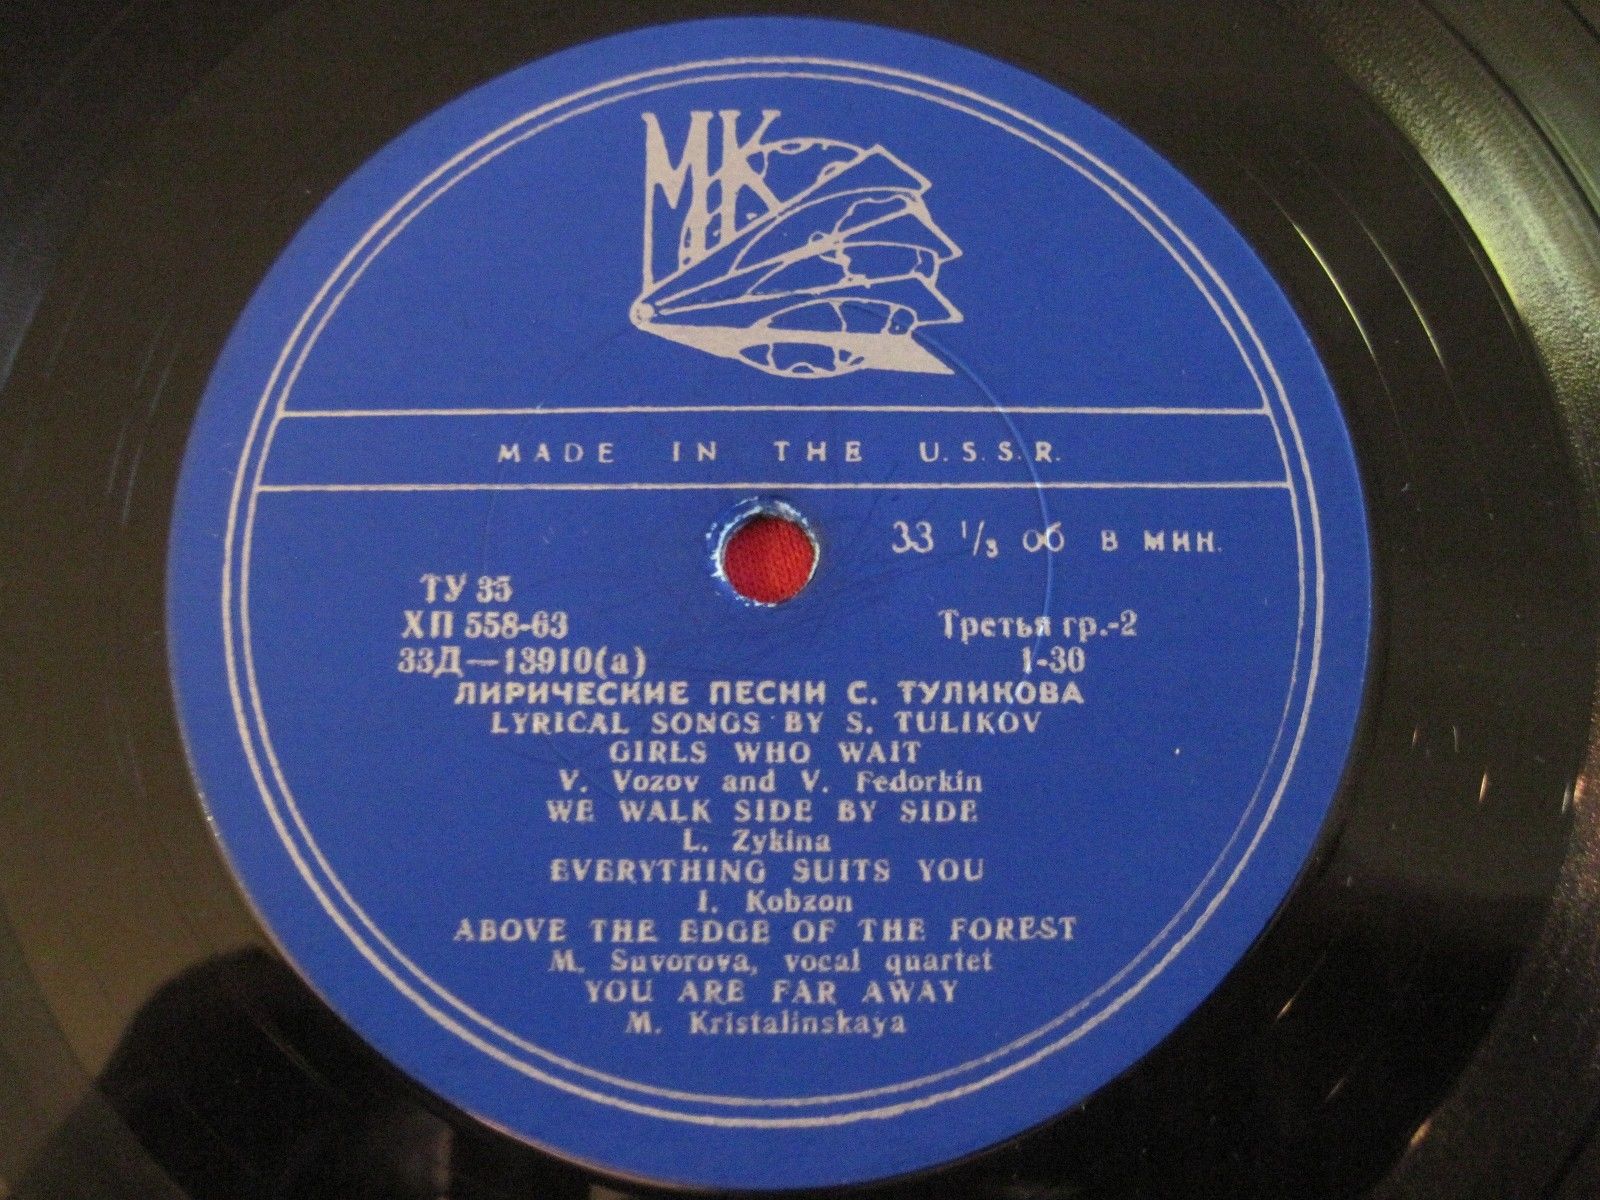 МК
MADE IN THE U.S.S.R.
33 1/3 об в мин.
ТУ 35
ХП 558-63
Третья гр.-2
33Д—13910(а)
1-30
ЛИРИЧЕСКИЕ ПЕСНИ С. ТУЛИКОВА
LYRICAL SONGS BY S. TULIKOV
GIRLS WHO WAIT
V. Vozov and V. Fedorkin
WE WALK SIDE BY SIDE
L. Zykina
EVERYTHING SUITS YOU
I. Kobzon
ABOVE THE EDGE OF THE FOREST
M. Suvorova, vocal quartet
YOU ARE FAR AWAY
M. Kristalinskaya